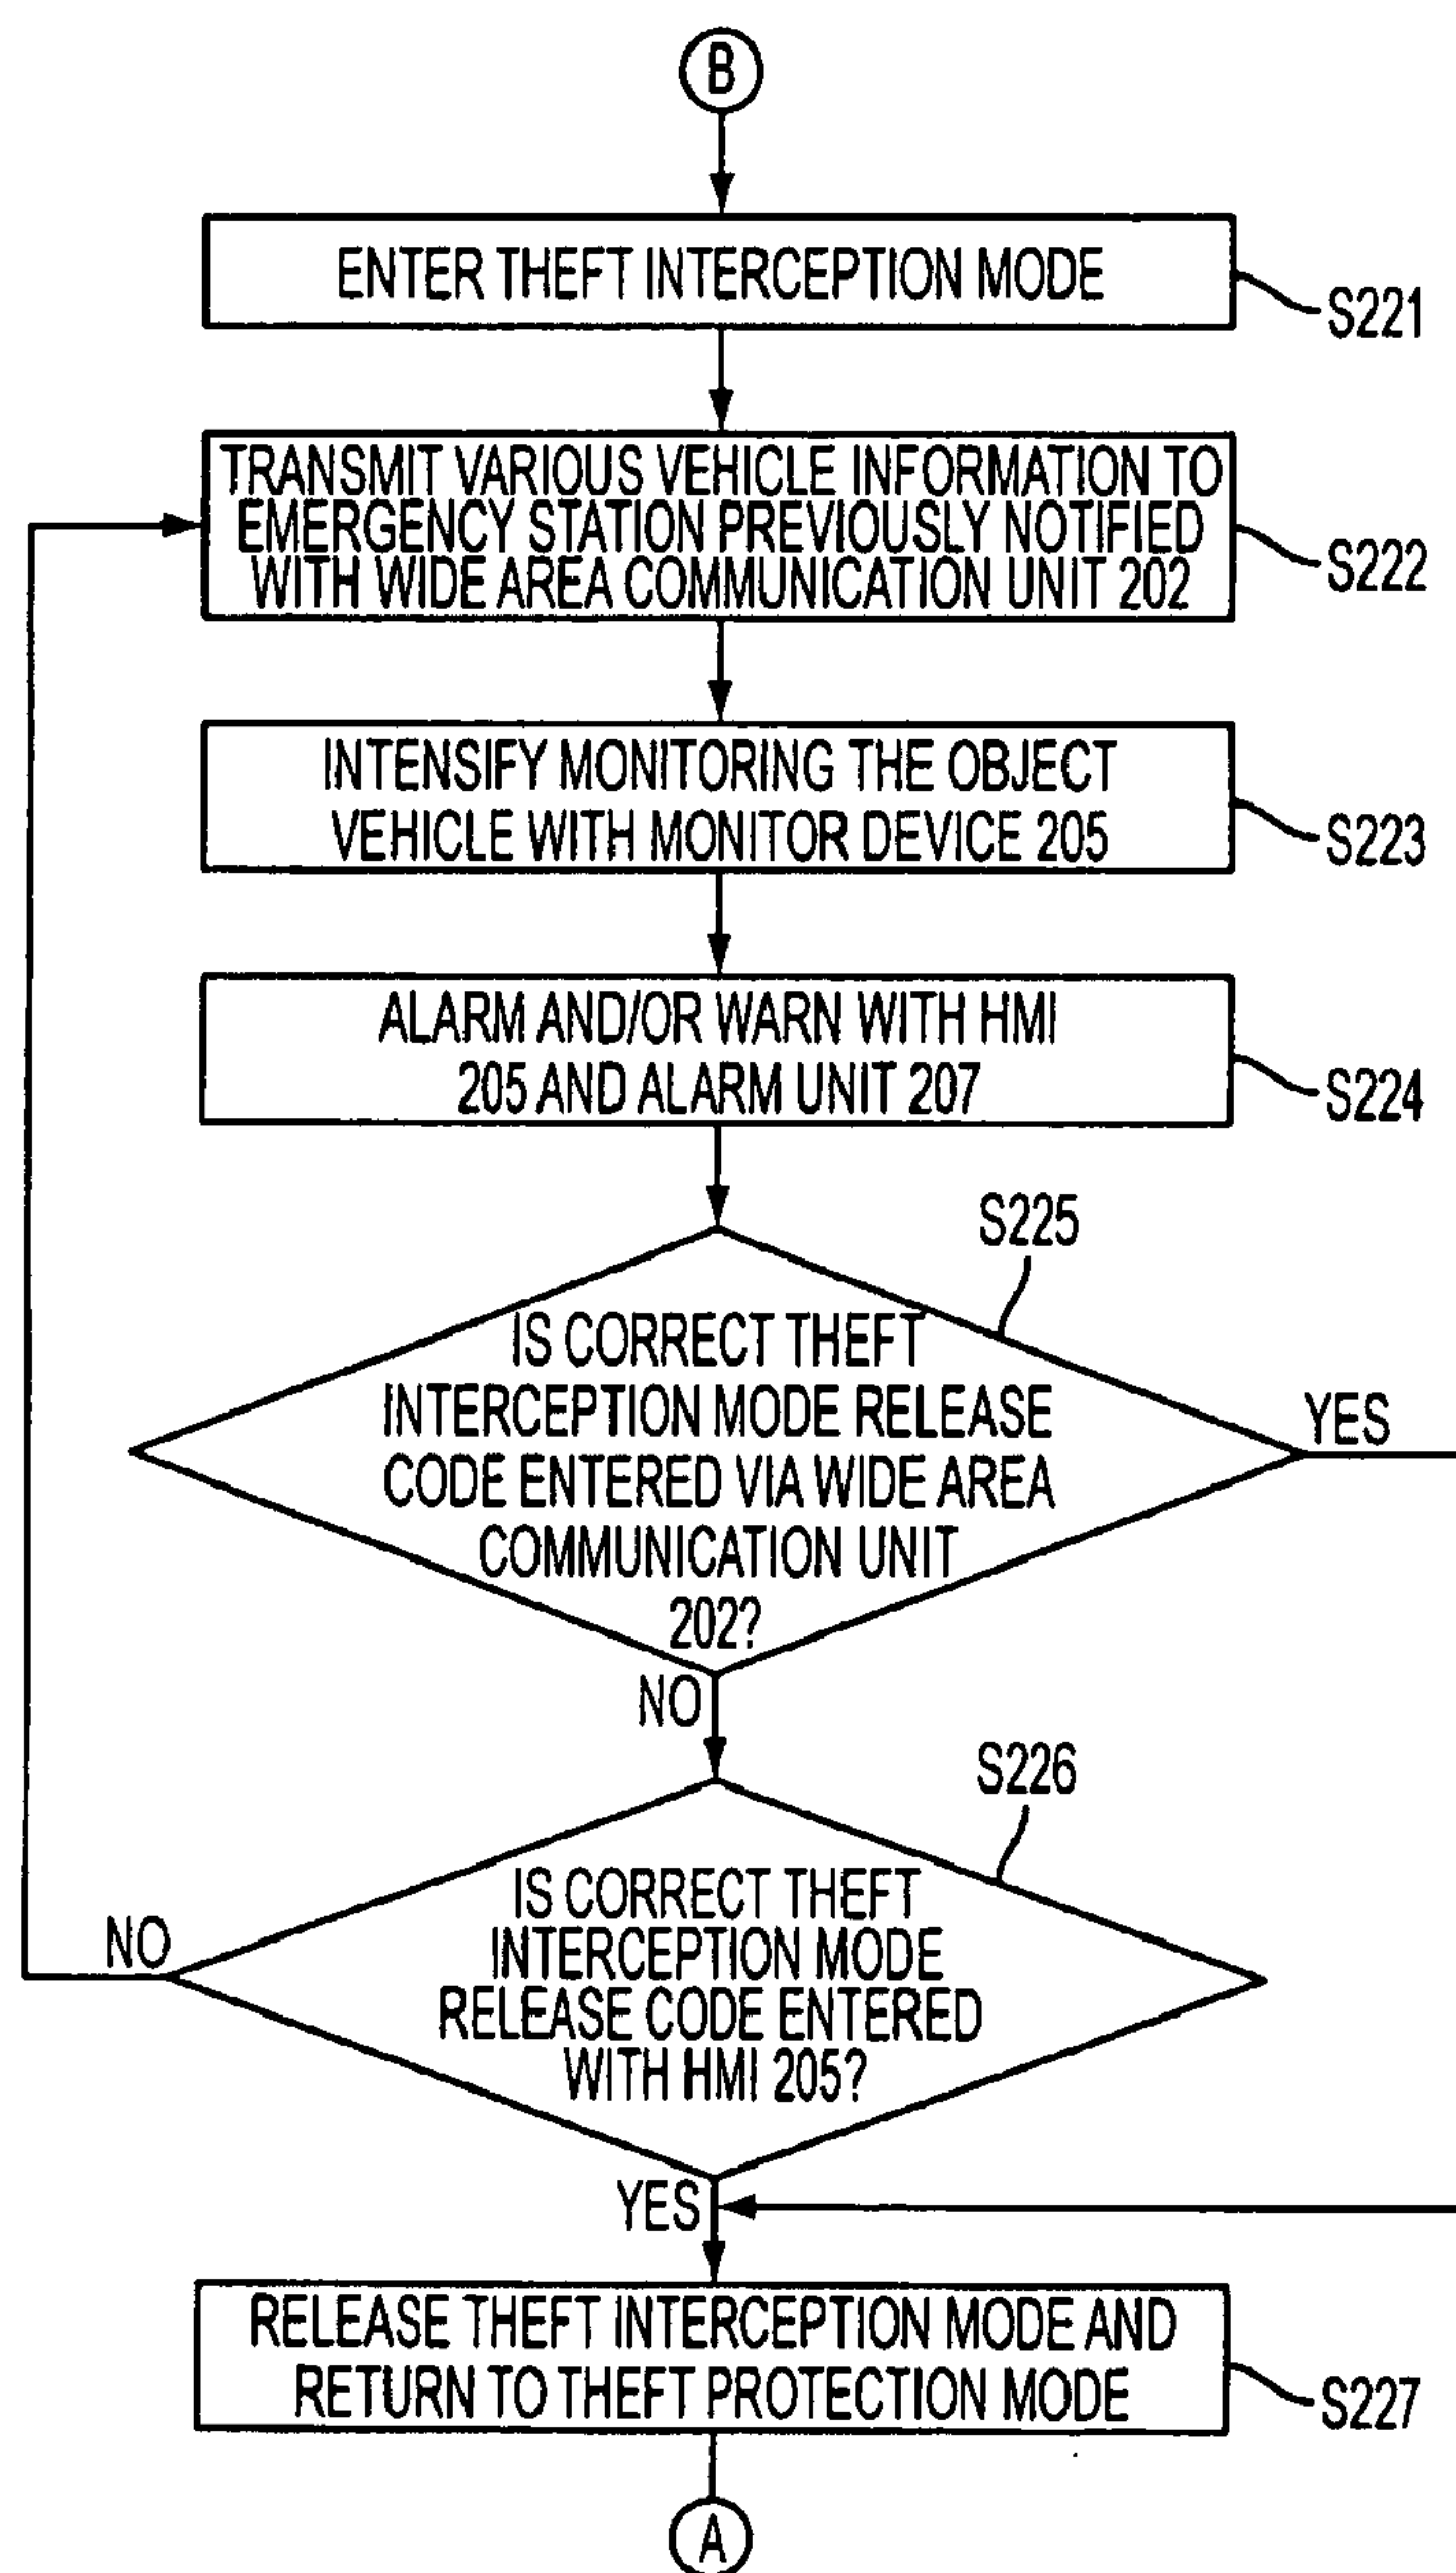 B
ENTER THEFT INTERCEPTION MODE
S221
TRANSMIT VARIOUS VEHICLE INFORMATION TO
EMERGENCY STATION PREVIOUSLY NOTIFIED
WITH WIDE AREA COMMUNICATION UNIT 202
S222
INTENSIFY MONITORING THE OBJECT
VEHICLE WITH MONITOR DEVICE 205
S223
ALARM AND/OR WARN WITH HMI
205 AND ALARM UNIT 207
S224
S225
IS CORRECT THEFT
INTERCEPTION MODE RELEASE
CODE ENTERED VIA WIDE AREA
COMMUNICATION UNIT
202?
YES
NO
S226
IS CORRECT THEFT
INTERCEPTION MODE
RELEASE CODE ENTERED
WITH HMI 205?
NO
YES
RELEASE THEFT INTERCEPTION MODE AND
RETURN TO THEFT PROTECTION MODE
S227
A